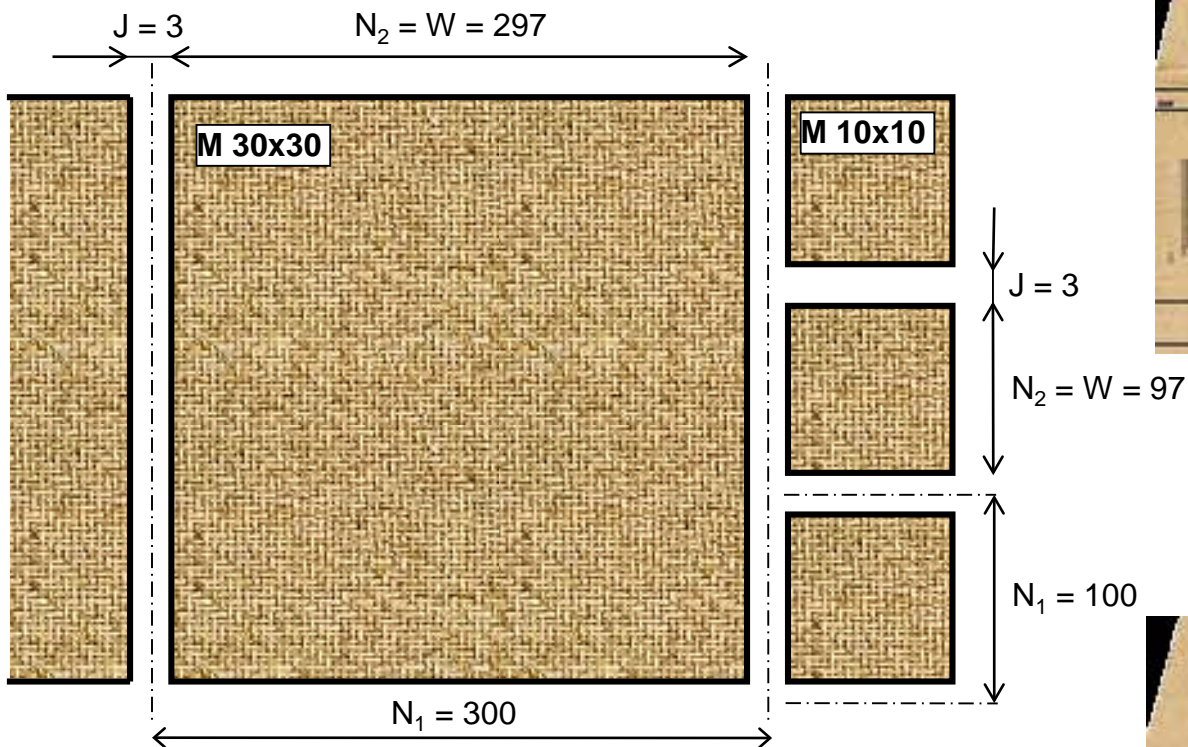 J = 3
N₂ = W = 297
M 30x30
M 10x10
J = 3
N₂ = W = 97
N₁ = 100
N₁ = 300